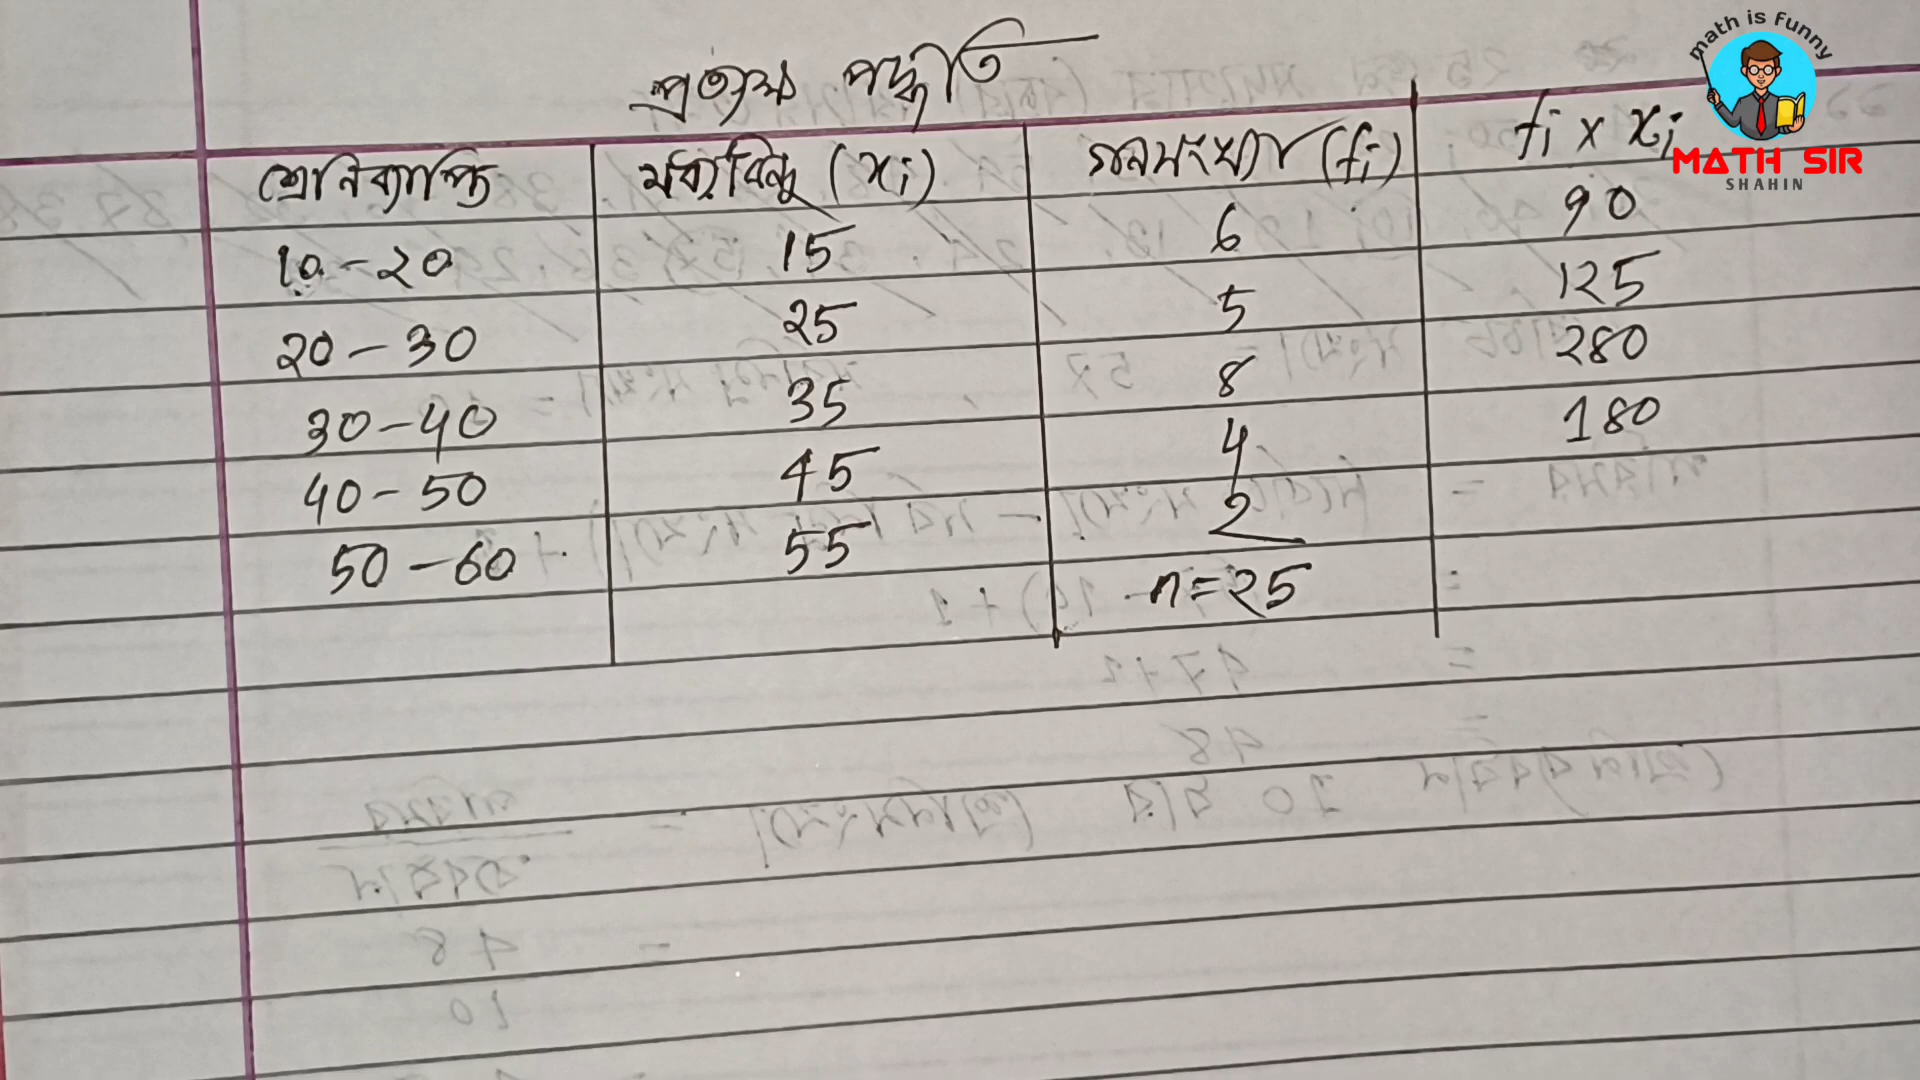 math is Funny
MATH SIR
SHAHIN
প্রত্যক্ষ পদ্ধতি
শ্রেনিব্যাপ্তি মধ্যবিন্দু (xi) গনসংখ্যা (fi) fi x xi
10 - 20 15 6 90
20 - 30 25 5 125
30 - 40 35 8 280
40 - 50 45 4 180
50 - 60 55 2
n = 25